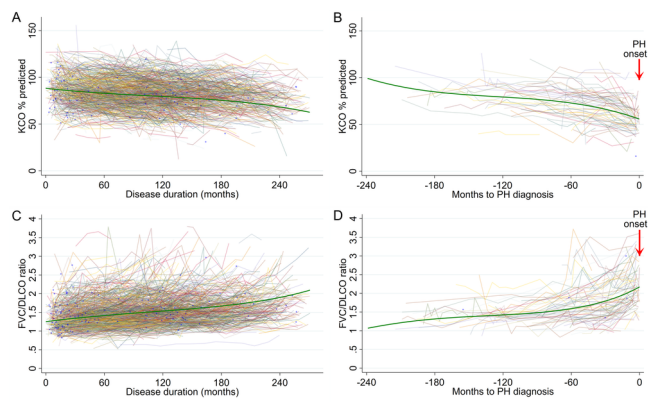 A
KCO % predicted
150
100
50
0
0 60 120 180 240
Disease duration (months)
B
PH
onset
KCO % predicted
150
100
50
0
-240 -180 -120 -60 0
Months to PH diagnosis
C
FVC/DLCO ratio
4
3.5
3
2.5
2
1.5
1
.5
0
0 60 120 180 240
Disease duration (months)
D
PH
onset
FVC/DLCO ratio
4
3.5
3
2.5
2
1.5
1
.5
0
-240 -180 -120 -60 0
Months to PH diagnosis